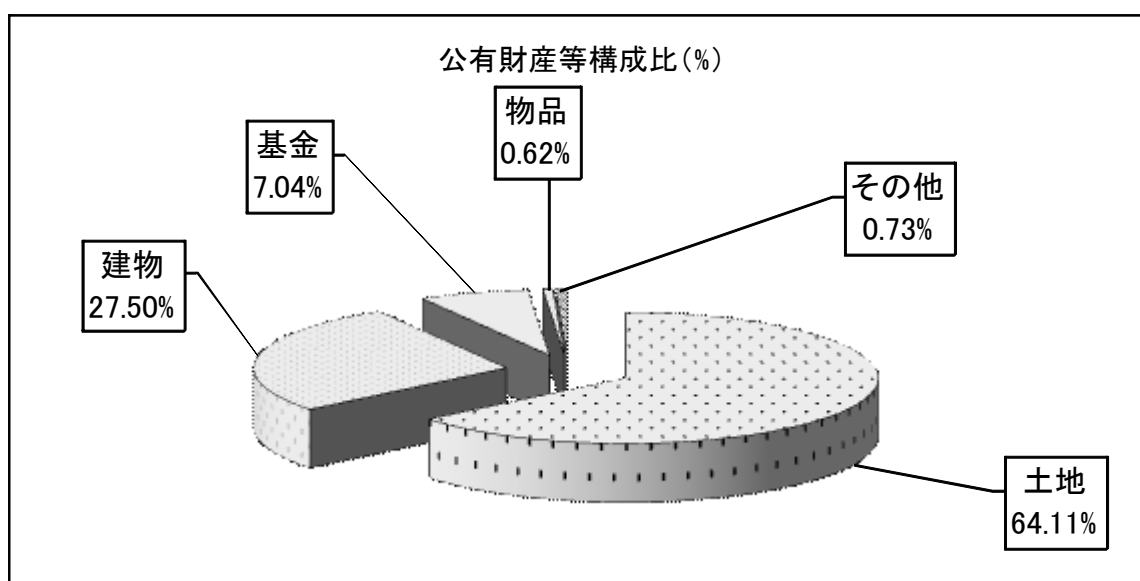 公有財産等構成比(%)
物品
0.62%
基金
7.04%
その他
0.73%
建物
27.50%
土地
64.11%